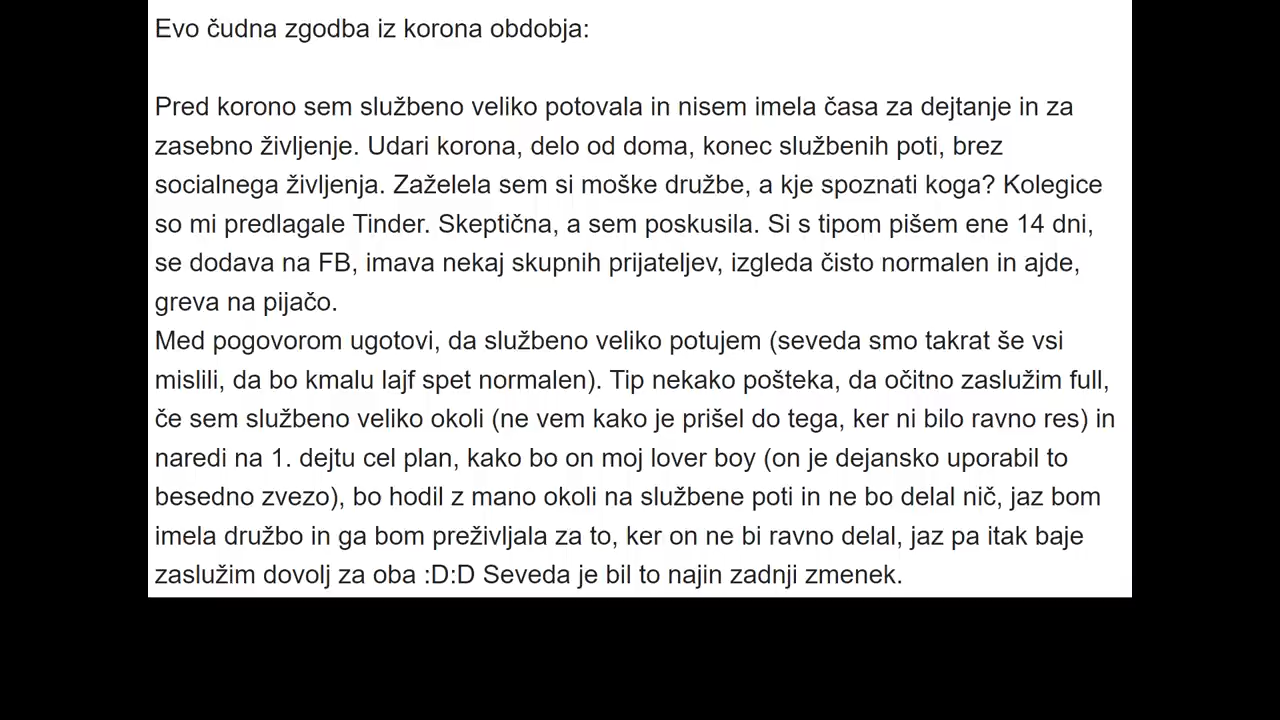 Evo čudna zgodba iz korona obdobja:
Pred korono sem službeno veliko potovala in nisem imela časa za dejtanje in za
zasebno življenje. Udari korona, delo od doma, konec službenih poti, brez
socialnega življenja. Zaželela sem si moške družbe, a kje spoznati koga? Kolegice
so mi predlagale Tinder. Skeptična, a sem poskusila. Si s tipom pišem ene 14 dni,
se dodava na FB, imava nekaj skupnih prijateljev, izgleda čisto normalen in ajde,
greva na pijačo.
Med pogovorom ugotovi, da službeno veliko potujem (seveda smo takrat še vsi
mislili, da bo kmalu lajf spet normalen). Tip nekako pošteka, da očitno zaslužim full,
če sem službeno veliko okoli (ne vem kako je prišel do tega, ker ni bilo ravno res) in
naredi na 1. dejtu cel plan, kako bo on moj lover boy (on je dejansko uporabil to
besedno zvezo), bo hodil z mano okoli na službene poti in ne bo delal nič, jaz bom
imela družbo in ga bom preživljala za to, ker on ne bi ravno delal, jaz pa itak baje
zaslužim dovolj za oba :D:D Seveda je bil to najin zadnji zmenek.